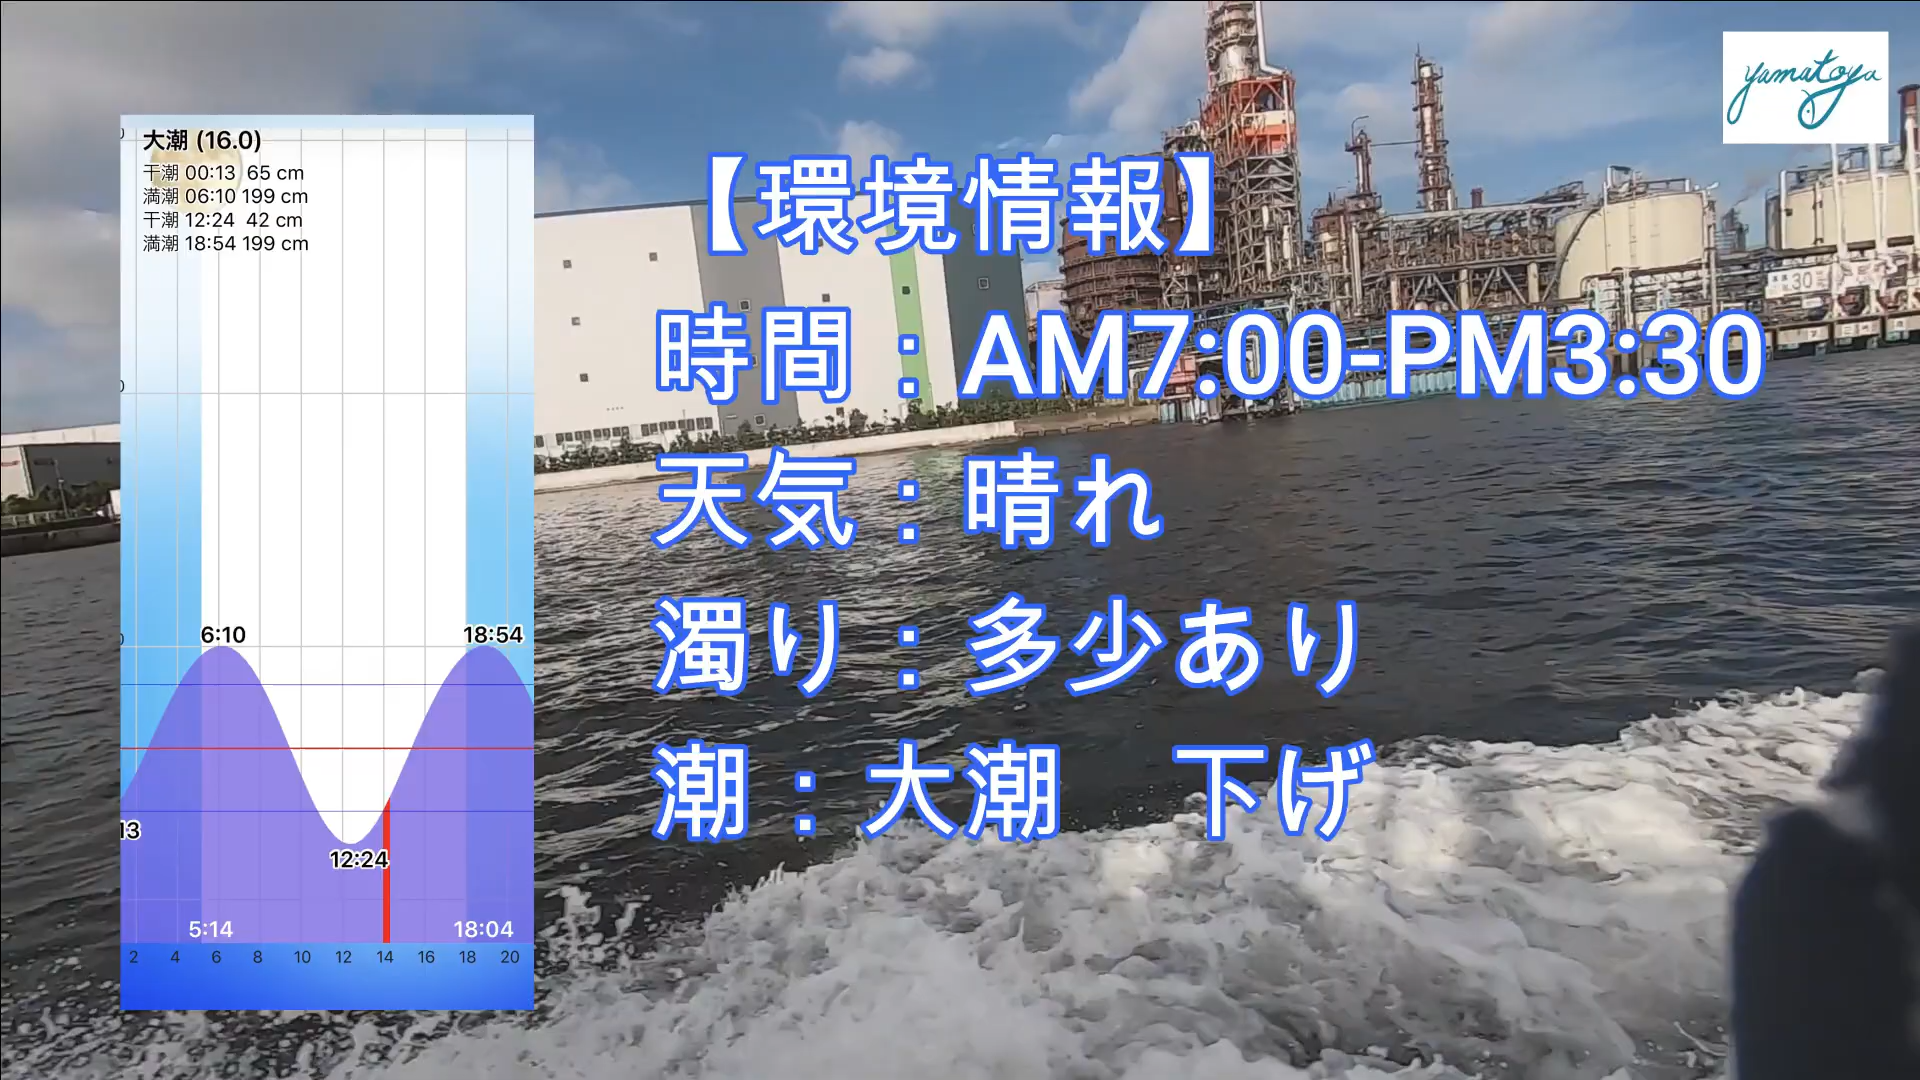 大潮 (16.0)
干潮 00:13 65 cm
満潮 06:10 199 cm
干潮 12:24 42 cm
満潮 18:54 199 cm
6:10
18:54
13
12:24
5:14
18:04
2 4 6 8 10 12 14 16 18 20
【環境情報】
時間：AM7:00-PM3:30
天気：晴れ
濁り：多少あり
潮：大潮　下げ
yamatoya
30